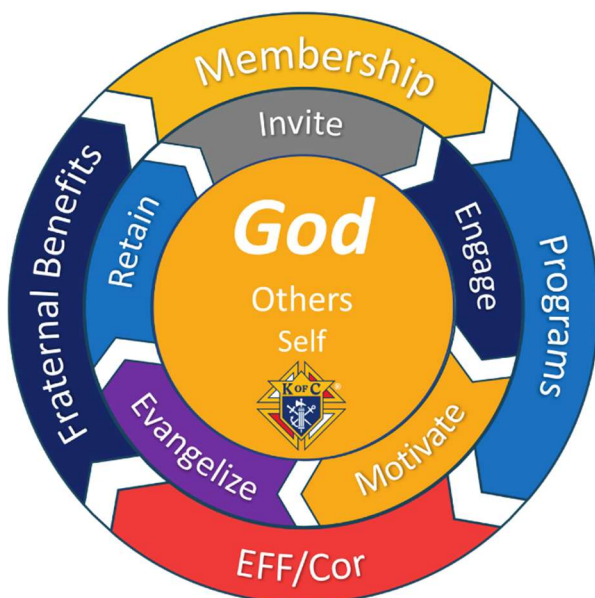 Membership
Programs
EFF/Cor
Fraternal Benefits
Invite
Engage
Motivate
Evangelize
Retain
God
Others
Self
K OF C
®